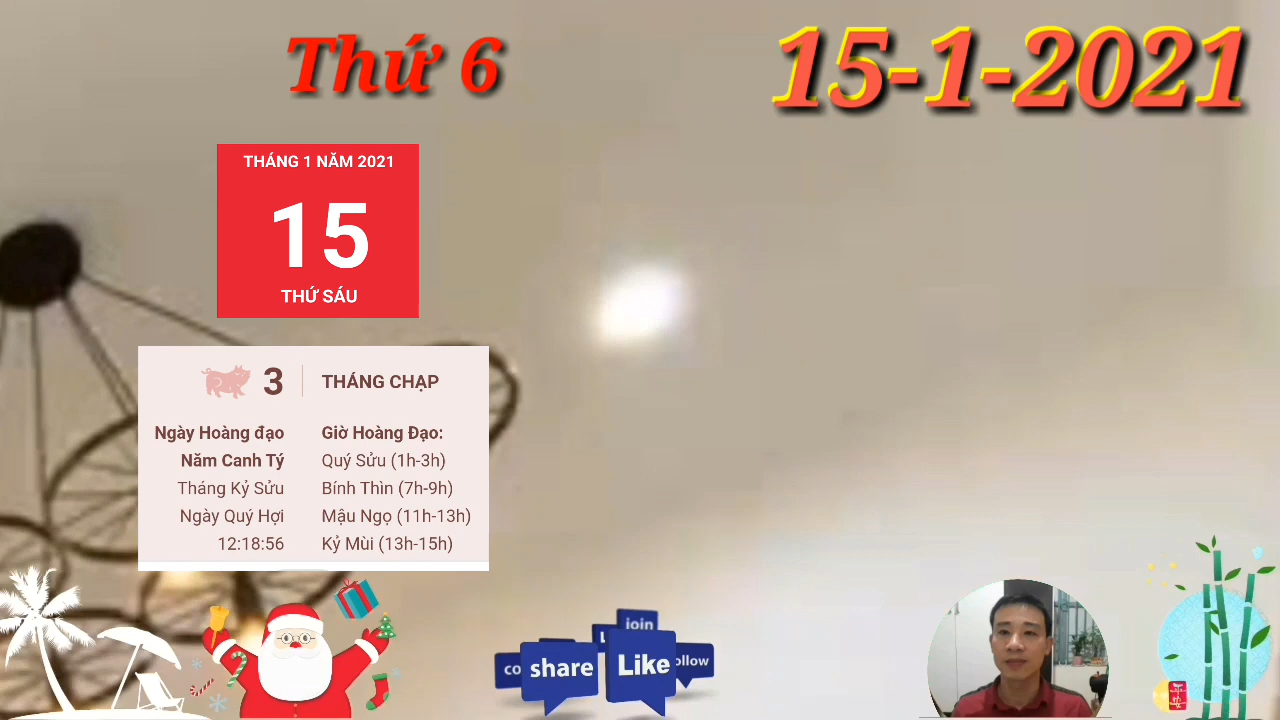 Thứ 6
15-1-2021
THÁNG 1 NĂM 2021
15
THỨ SÁU
3
THÁNG CHẠP
Ngày Hoàng đạo
Năm Canh Tý
Tháng Kỷ Sửu
Ngày Quý Hợi
12:18:56
Giờ Hoàng Đạo:
Quý Sửu (1h-3h)
Bính Thìn (7h-9h)
Mậu Ngọ (11h-13h)
Kỷ Mùi (13h-15h)
join
co
share
Like
ollow